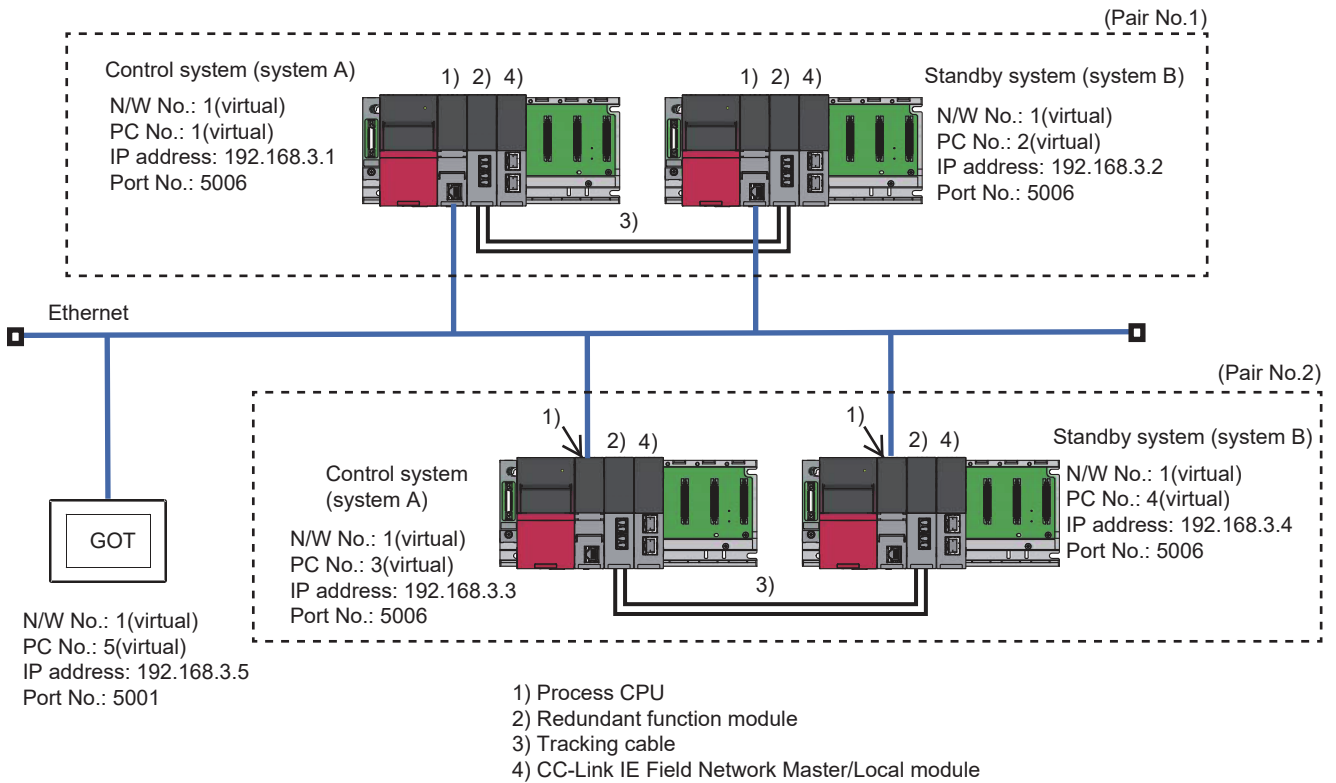 (Pair No.1)
Control system (system A)
N/W No.: 1(virtual)
PC No.: 1(virtual)
IP address: 192.168.3.1
Port No.: 5006
1) 2) 4)
1) 2) 4)
Standby system (system B)
N/W No.: 1(virtual)
PC No.: 2(virtual)
IP address: 192.168.3.2
Port No.: 5006
3)
Ethernet
(Pair No.2)
Control system
(system A)
N/W No.: 1(virtual)
PC No.: 3(virtual)
IP address: 192.168.3.3
Port No.: 5006
1)
2) 4)
1)
2) 4)
Standby system (system B)
N/W No.: 1(virtual)
PC No.: 4(virtual)
IP address: 192.168.3.4
Port No.: 5006
3)
GOT
N/W No.: 1(virtual)
PC No.: 5(virtual)
IP address: 192.168.3.5
Port No.: 5001
1) Process CPU
2) Redundant function module
3) Tracking cable
4) CC-Link IE Field Network Master/Local module